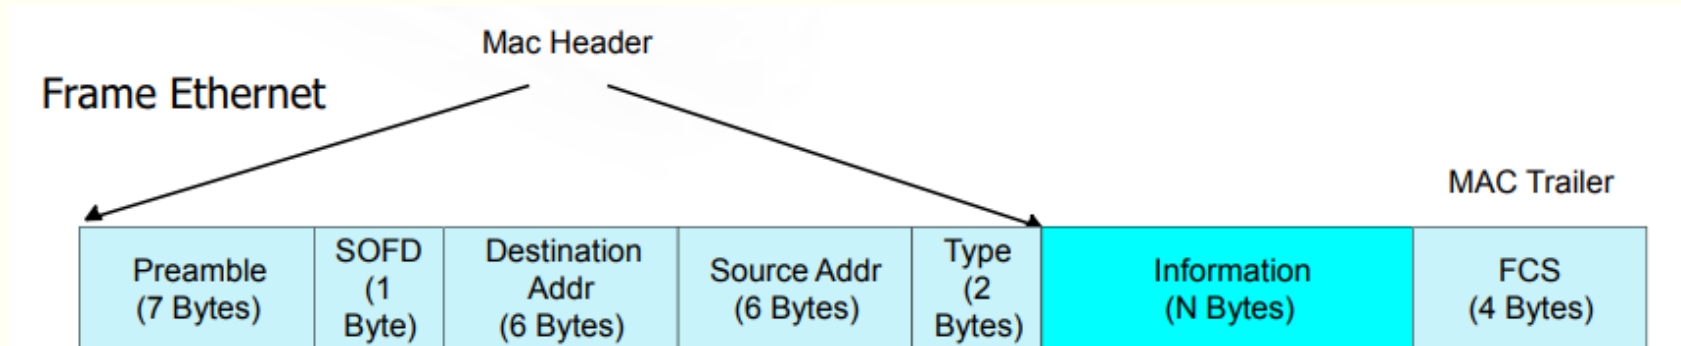 Mac Header
Frame Ethernet
MAC Trailer
Preamble
(7 Bytes)
SOFD
(1
Byte)
Destination
Addr
(6 Bytes)
Source Addr
(6 Bytes)
Type
(2
Bytes)
Information
(N Bytes)
FCS
(4 Bytes)